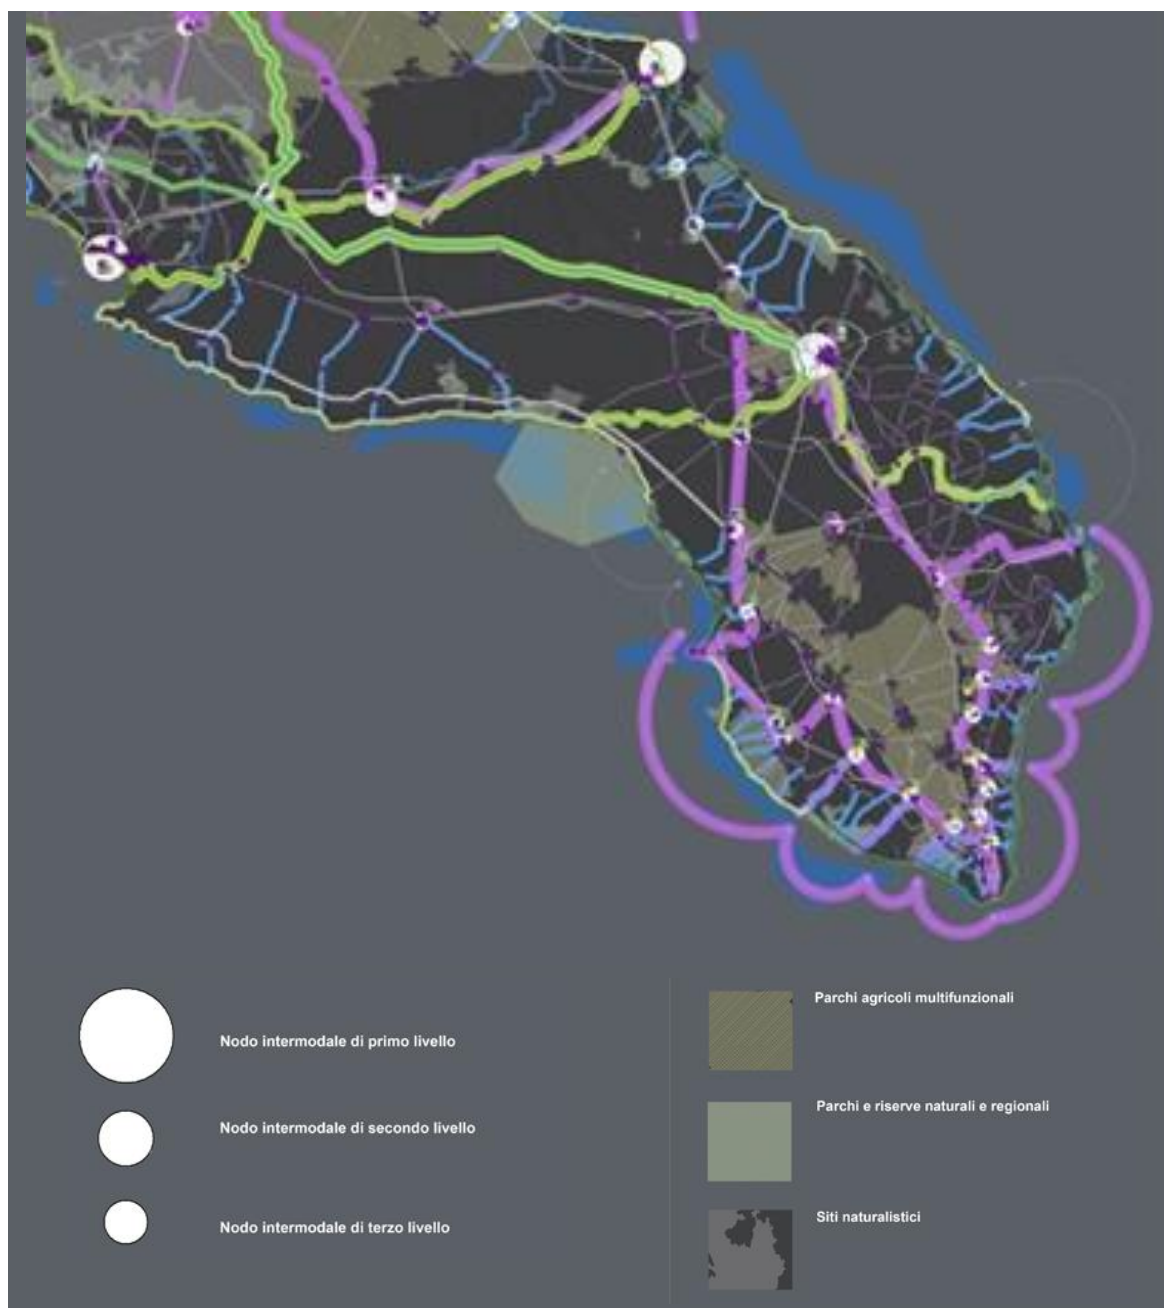 Nodo intermodale di primo livello
Nodo intermodale di secondo livello
Nodo intermodale di terzo livello
Parchi agricoli multifunzionali
Parchi e riserve naturali e regionali
Siti naturalistici